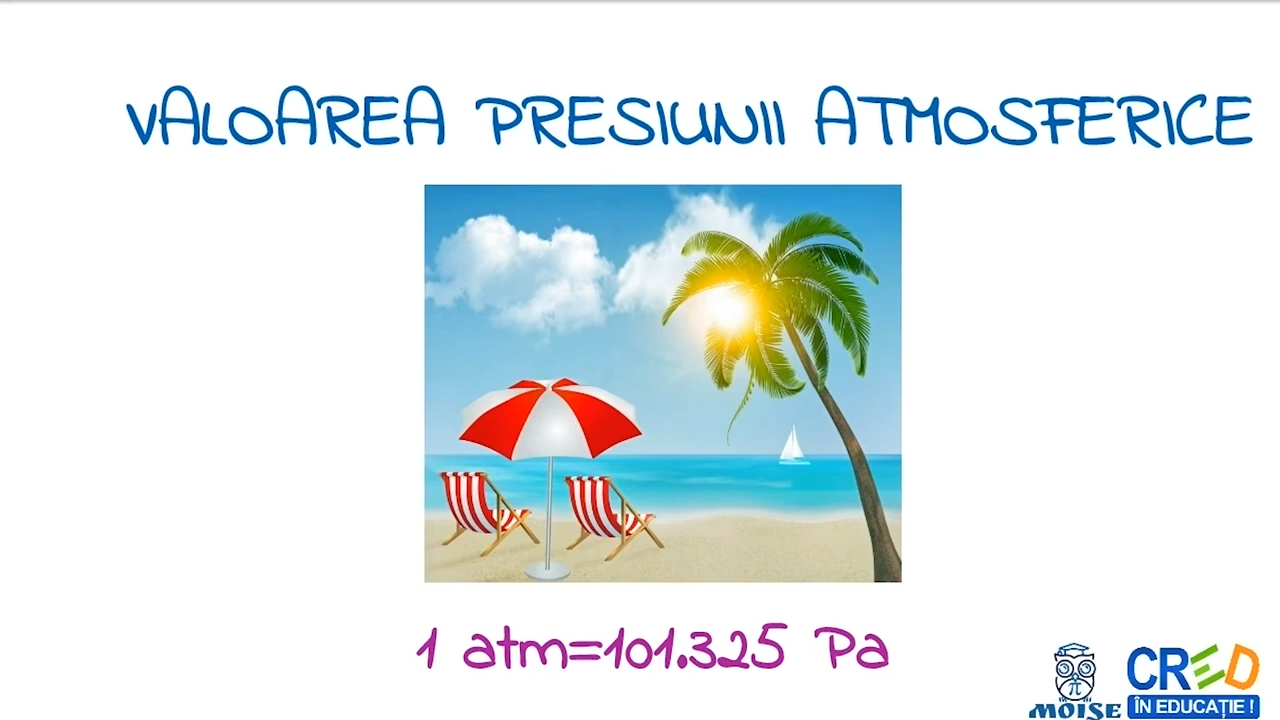 VALOAREA PRESIUNII ATMOSFERICE
1 atm=101.325 Pa
π
MOISE
CRED
ÎN EDUCAȚIE !